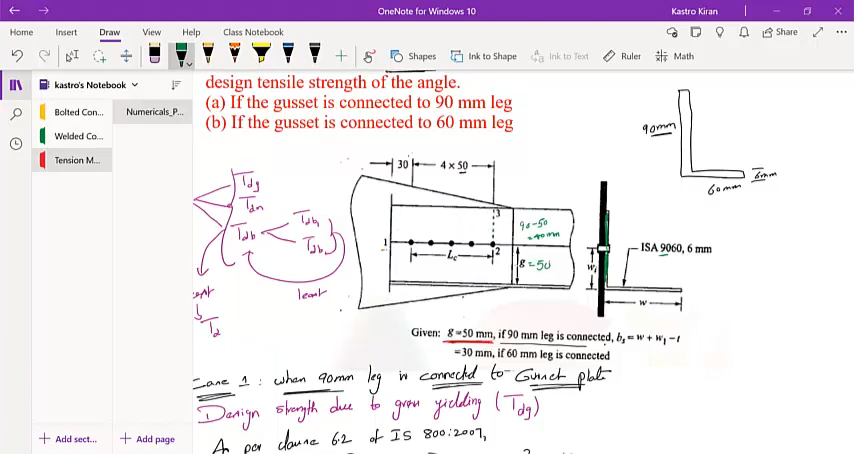 OneNote for Windows 10
Kastro Kiran
Home
Insert
Draw
View
Help
Class Notebook
Share
Shapes
Ink to Shape
Ink to Text
Ruler
Math
kastro's Notebook
Bolted Con...
Welded Co...
Tension M...
Numericals_P...
Add sect...
Add page
design tensile strength of the angle.
(a) If the gusset is connected to 90 mm leg
(b) If the gusset is connected to 60 mm leg
90mm
6mm
60mm
30
4 × 50
Tdg
Tdn
Tdb
Tdb1
Tdb2
least
Td
3
90-50
=40mm
1
Lc
2
g=50
w1
ISA 9060, 6 mm
w
Given: g=50 mm, if 90 mm leg is connected, bs = w + w1 – t
=30 mm, if 60 mm leg is connected
Case 1: when 90mm leg is connected to Gusset plate
Design strength due to gross yielding (Tdg)
As per clause 6.2 of IS 800:2007,